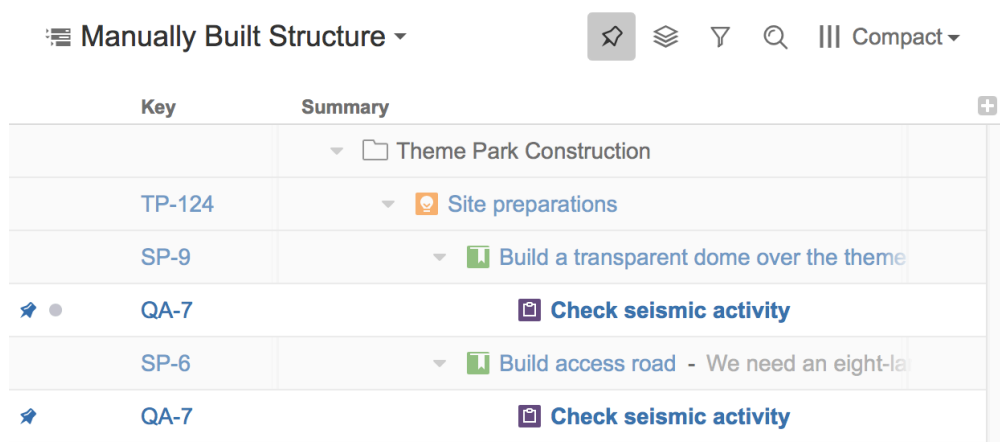 Manually Built Structure Compact
Key Summary
Theme Park Construction
TP-124 Site preparations
SP-9 Build a transparent dome over the theme
QA-7 Check seismic activity
SP-6 Build access road - We need an eight-la
QA-7 Check seismic activity